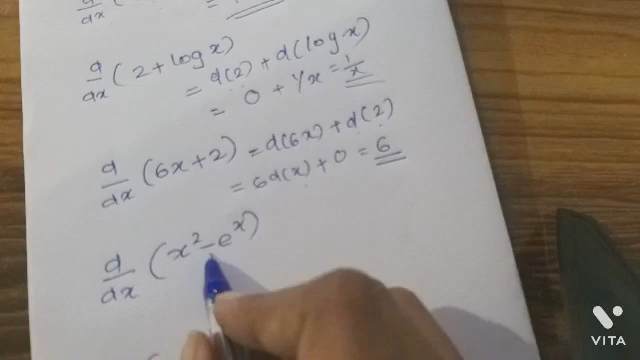 d/dx (2 + log x)
= d(2) + d(log x)
= 0 + 1/x = 1/x
d/dx (6x + 2) = d(6x) + d(2)
= 6d(x) + 0 = 6
d/dx (x² - eˣ)
VITA